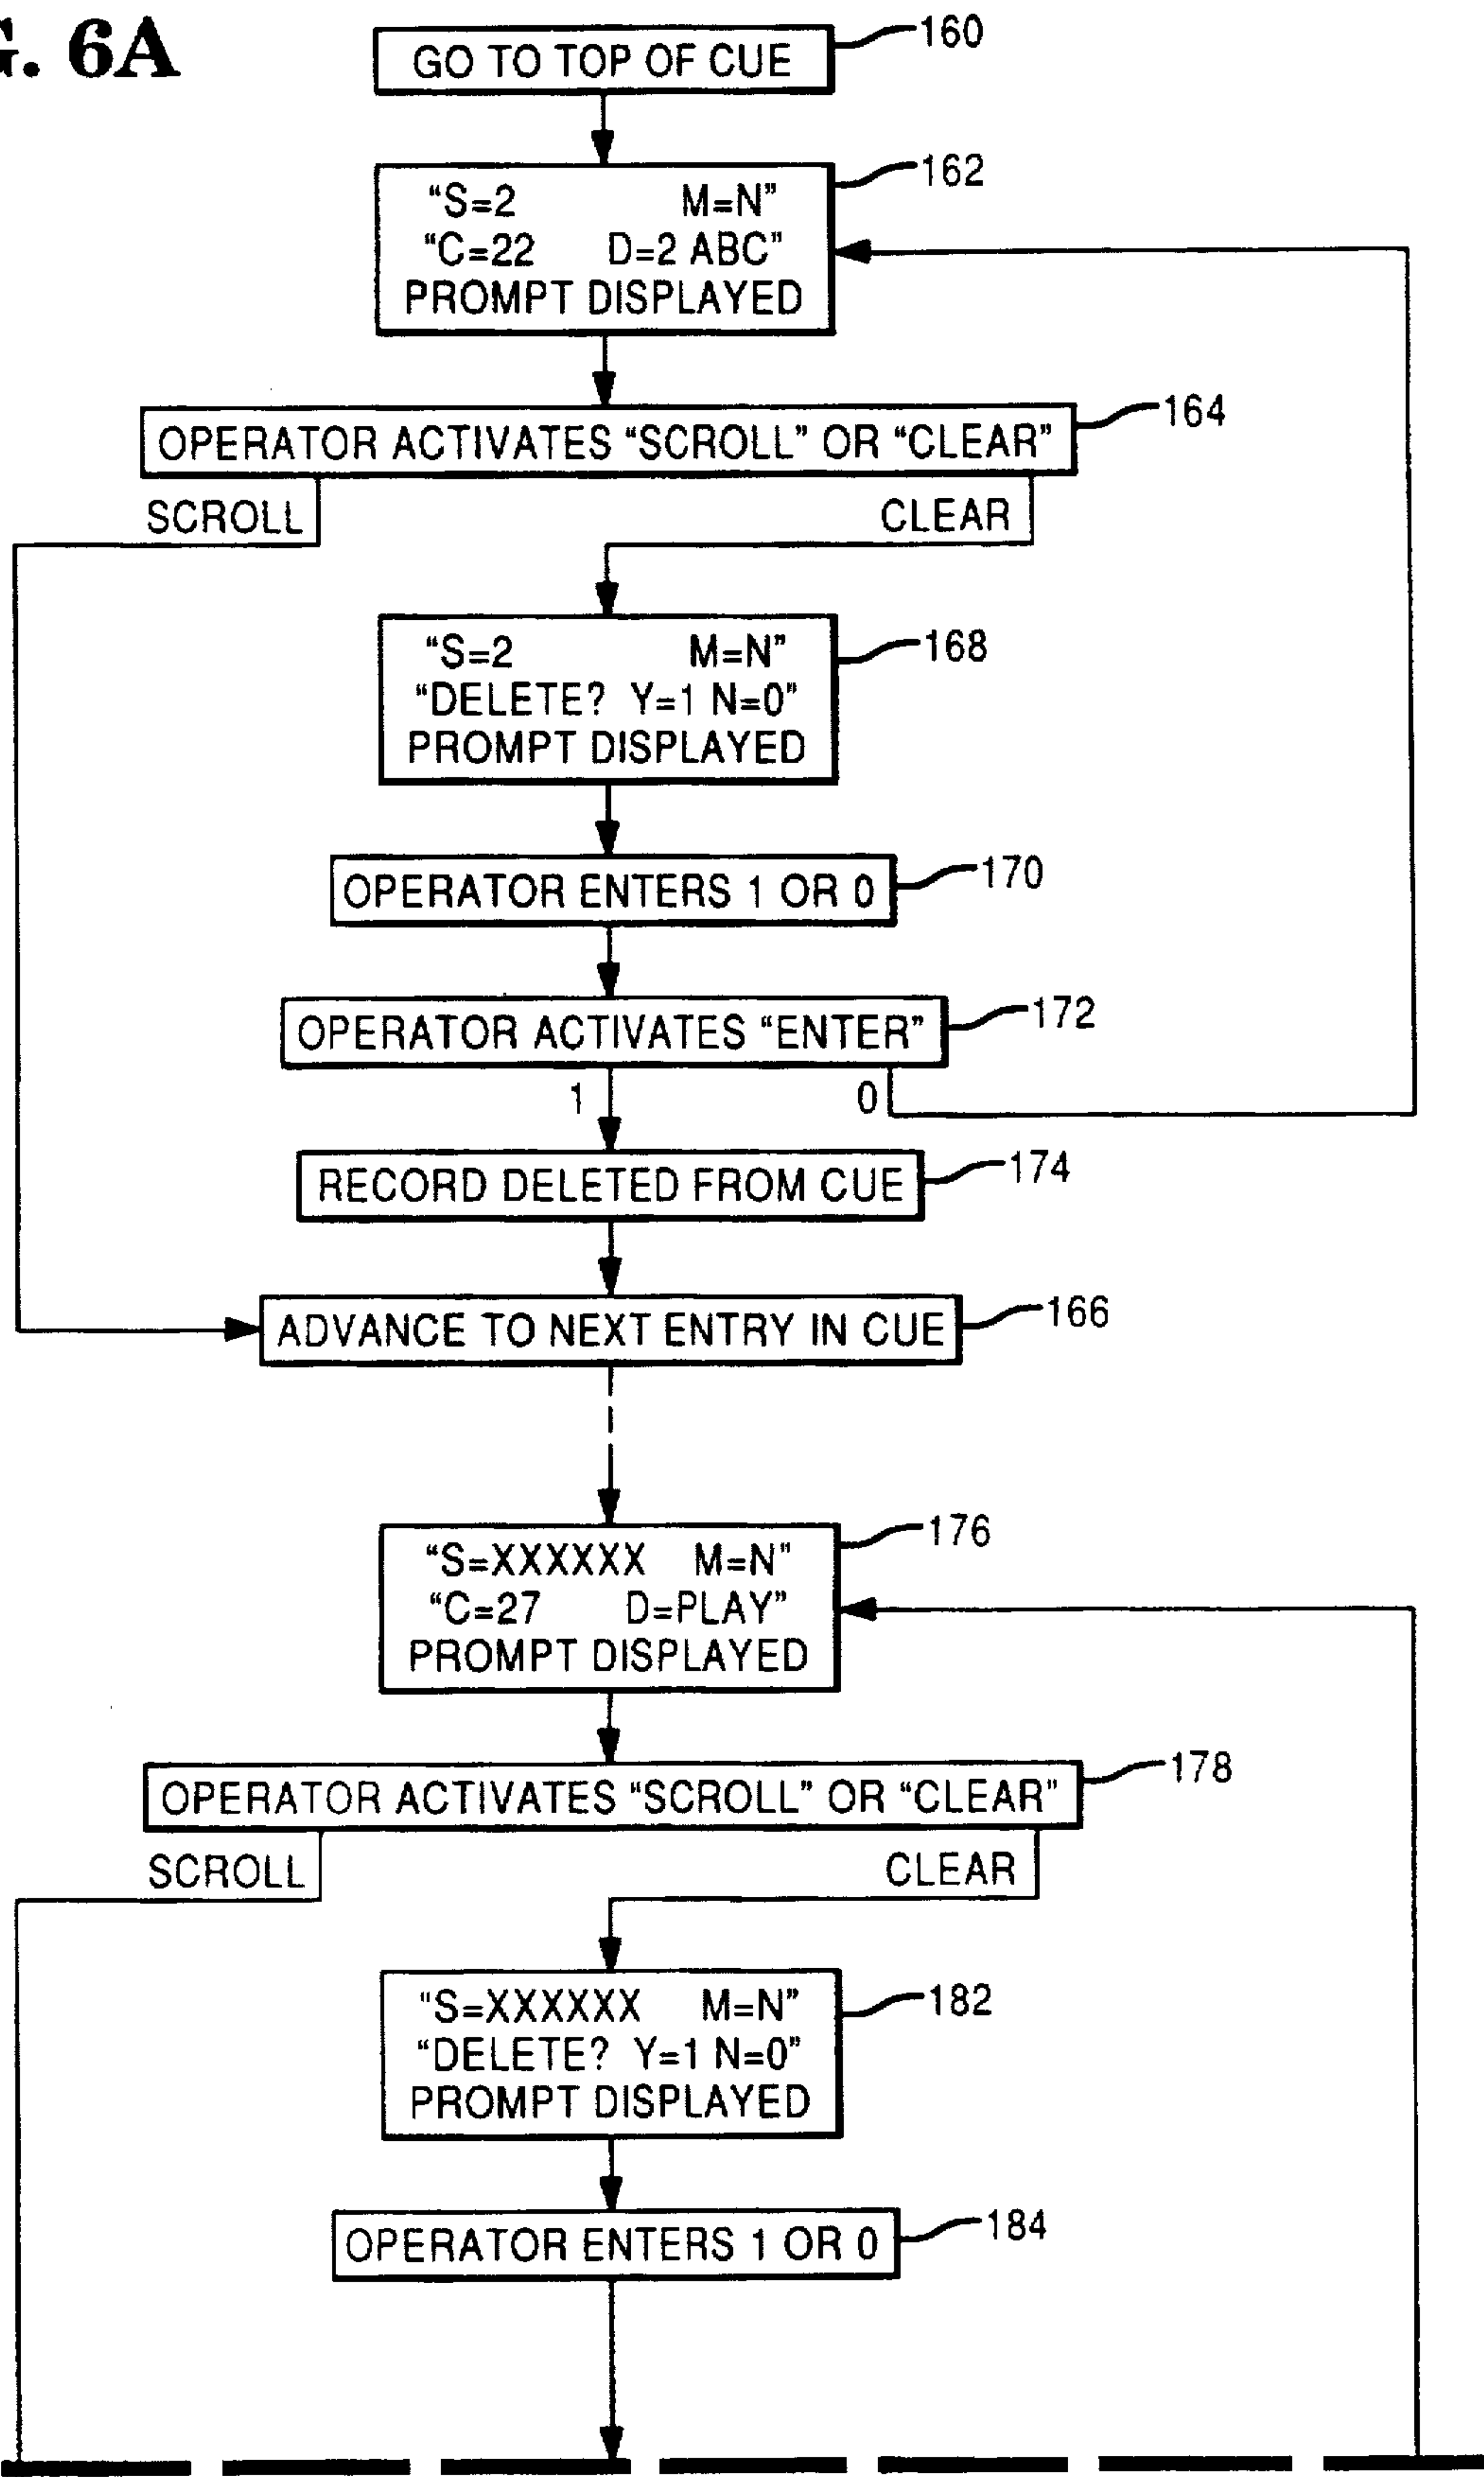 G. 6A
GO TO TOP OF CUE
160
"S=2 M=N"
"C=22 D=2 ABC"
PROMPT DISPLAYED
162
OPERATOR ACTIVATES "SCROLL" OR "CLEAR"
164
SCROLL
CLEAR
"S=2 M=N"
"DELETE? Y=1 N=0"
PROMPT DISPLAYED
168
OPERATOR ENTERS 1 OR 0
170
OPERATOR ACTIVATES "ENTER"
172
1
0
RECORD DELETED FROM CUE
174
ADVANCE TO NEXT ENTRY IN CUE
166
"S=XXXXXX M=N"
"C=27 D=PLAY"
PROMPT DISPLAYED
176
OPERATOR ACTIVATES "SCROLL" OR "CLEAR"
178
SCROLL
CLEAR
"S=XXXXXX M=N"
"DELETE? Y=1 N=0"
PROMPT DISPLAYED
182
OPERATOR ENTERS 1 OR 0
184